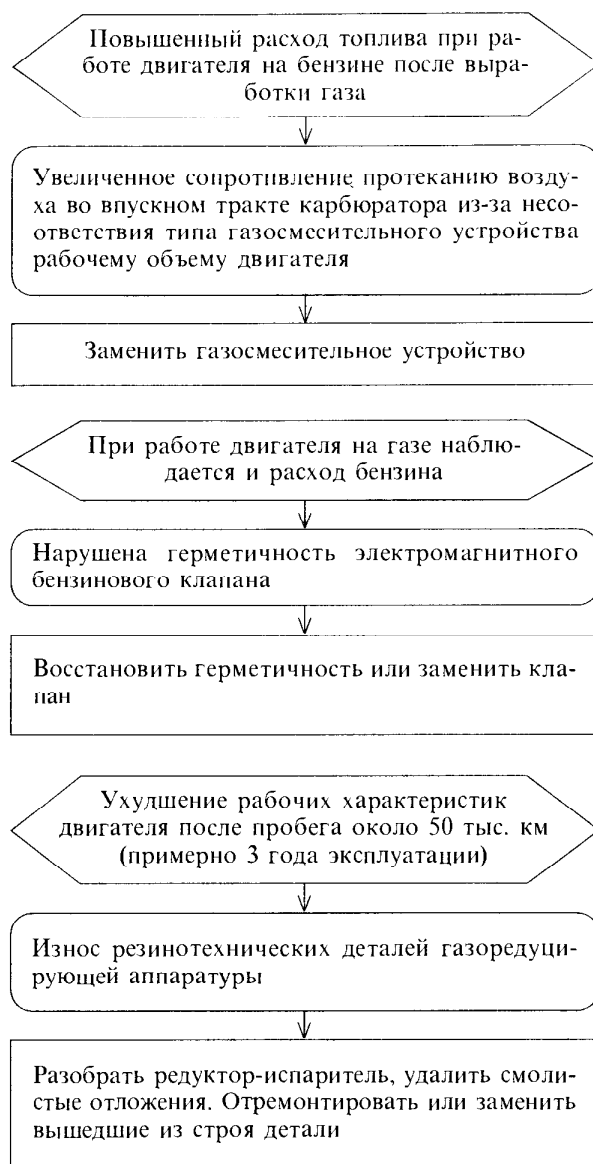 Повышенный расход топлива при ра-
боте двигателя на бензине после выра-
ботки газа
Увеличенное сопротивление протеканию возду-
ха во впускном тракте карбюратора из-за несо-
ответствия типа газосмесительного устройства
рабочему объему двигателя
Заменить газосмесительное устройство
При работе двигателя на газе наблю-
дается и расход бензина
Нарушена герметичность электромагнитного
бензинового клапана
Восстановить герметичность или заменить кла-
пан
Ухудшение рабочих характеристик
двигателя после пробега около 50 тыс. км
(примерно 3 года эксплуатации)
Износ резинотехнических деталей газоредуци-
рующей аппаратуры
Разобрать редуктор-испаритель, удалить смоли-
стые отложения. Отремонтировать или заменить
вышедшие из строя детали